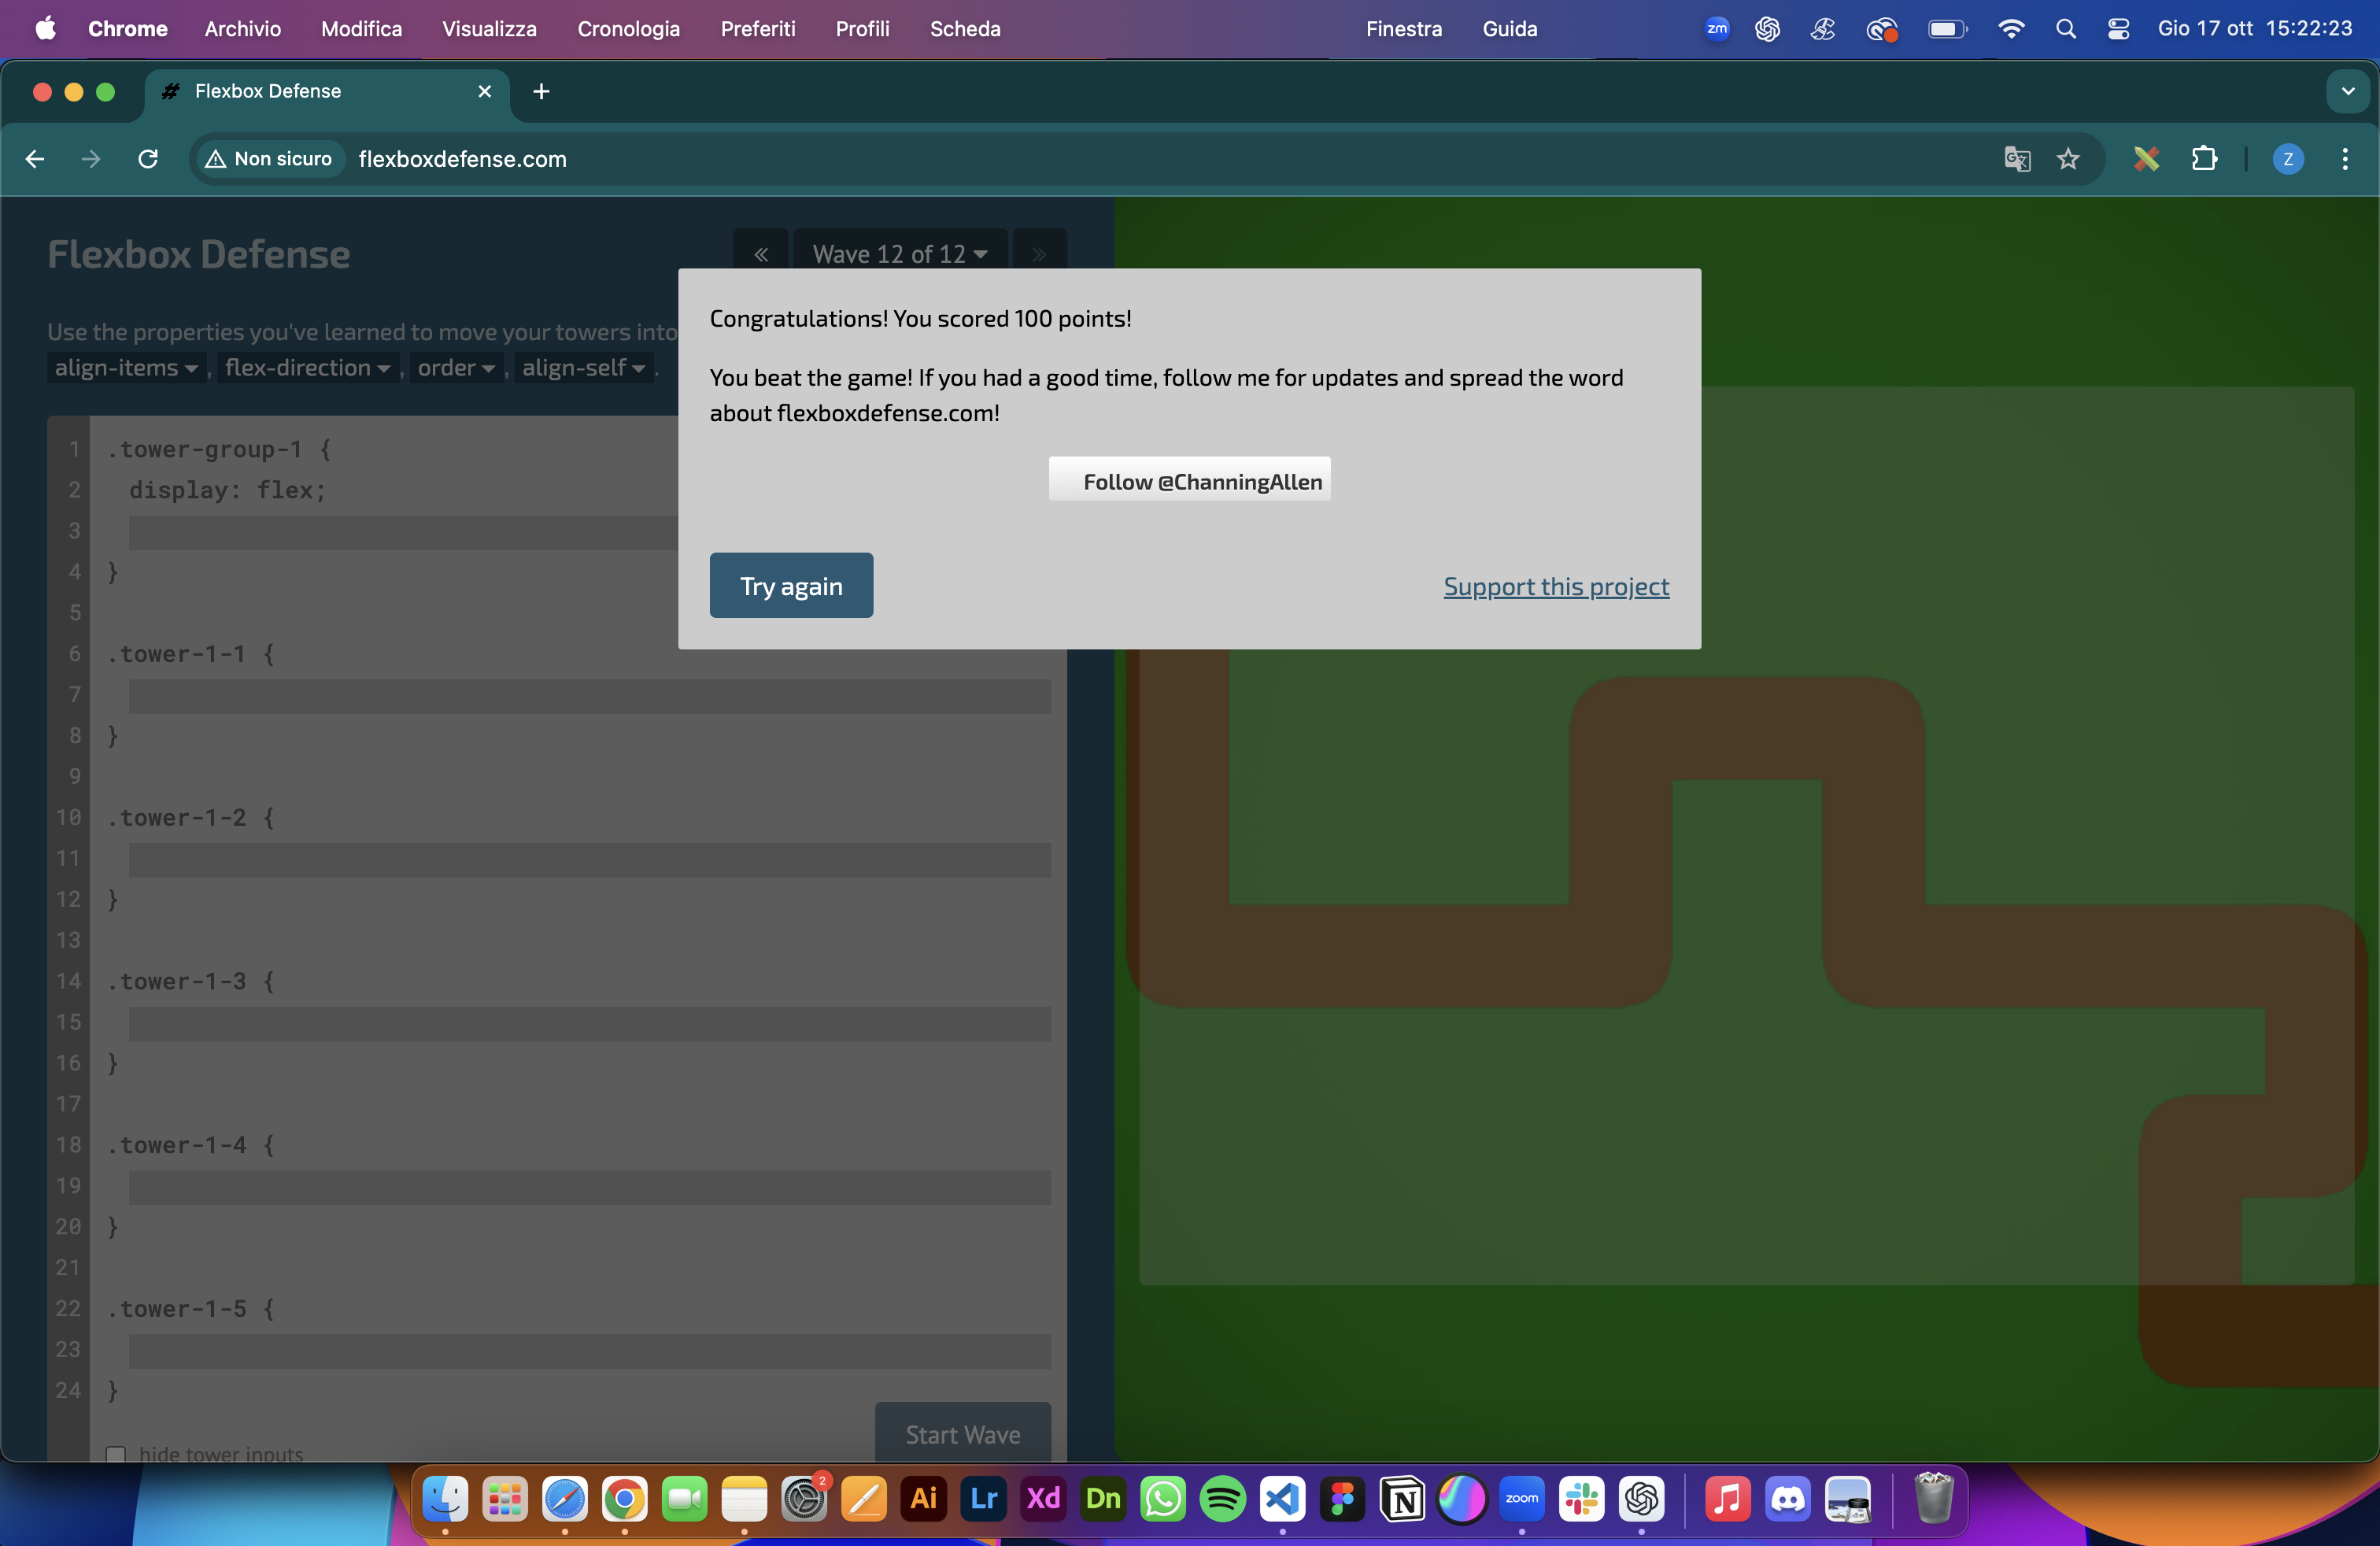 Chrome Archivio Modifica Visualizza Cronologia Preferiti Profili Scheda Finestra Guida zm Gio 17 ott 15:22:23
Flexbox Defense
Non sicuro flexboxdefense.com Z
Flexbox Defense « Wave 12 of 12 »
Use the properties you've learned to move your towers into
align-items, flex-direction, order, align-self.
Congratulations! You scored 100 points!
You beat the game! If you had a good time, follow me for updates and spread the word
about flexboxdefense.com!
Follow @ChanningAllen
Try again Support this project
1 .tower-group-1 {
2 display: flex;
3
4 }
5
6 .tower-1-1 {
7
8 }
9
10 .tower-1-2 {
11
12 }
13
14 .tower-1-3 {
15
16 }
17
18 .tower-1-4 {
19
20 }
21
22 .tower-1-5 {
23
24 }
Start Wave
hide tower inputs
2 Ai Lr Xd Dn N zoom